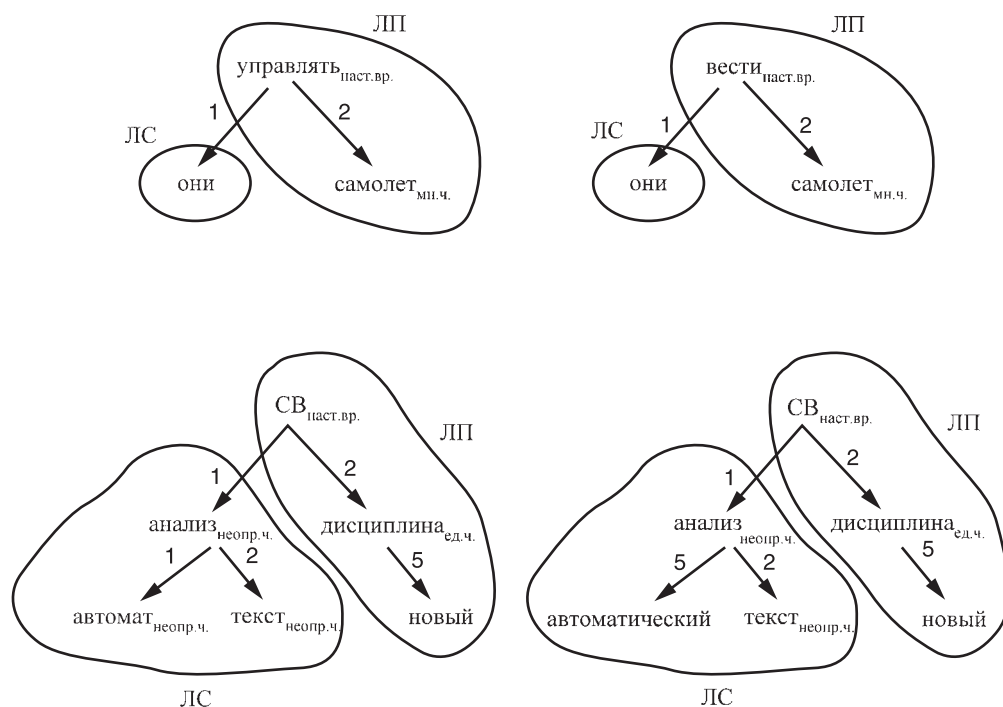 ЛП ЛП
управлять наст.вр. вести наст.вр.
1 2 1 2
ЛС ЛС
они самолет мн.ч. они самолет мн.ч.
СВ наст.вр. СВ наст.вр.
ЛП ЛП
1 2 1 2
анализ неопр.ч. дисциплина ед.ч. анализ неопр.ч. дисциплина ед.ч.
1 2 5 5 2 5
автомат неопр.ч. текст неопр.ч. новый автоматический текст неопр.ч. новый
ЛС ЛС